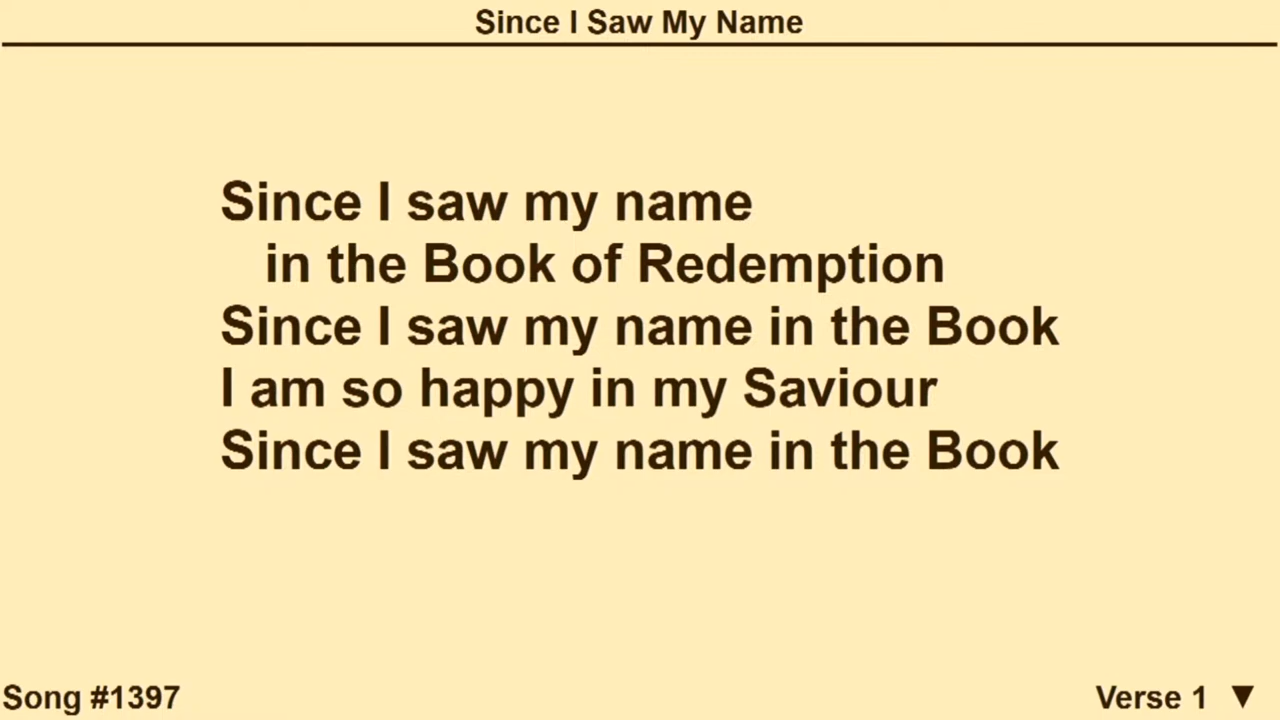 Since I Saw My Name
Since I saw my name
in the Book of Redemption
Since I saw my name in the Book
I am so happy in my Saviour
Since I saw my name in the Book
Song #1397
Verse 1 ▼